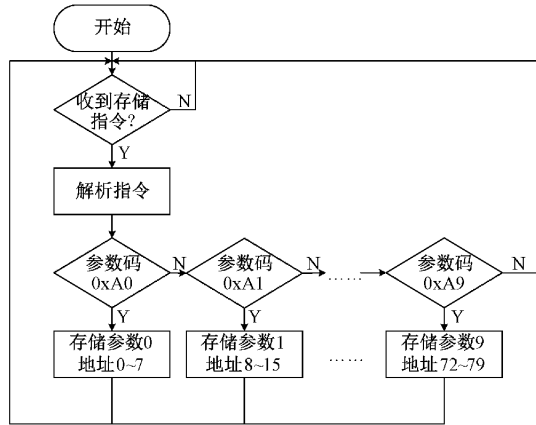 开始
收到存储
指令?
N
Y
解析指令
参数码
0xA0
N
参数码
0xA1
N
……
参数码
0xA9
N
Y
Y
Y
存储参数0
地址0~7
存储参数1
地址8~15
……
存储参数9
地址72~79